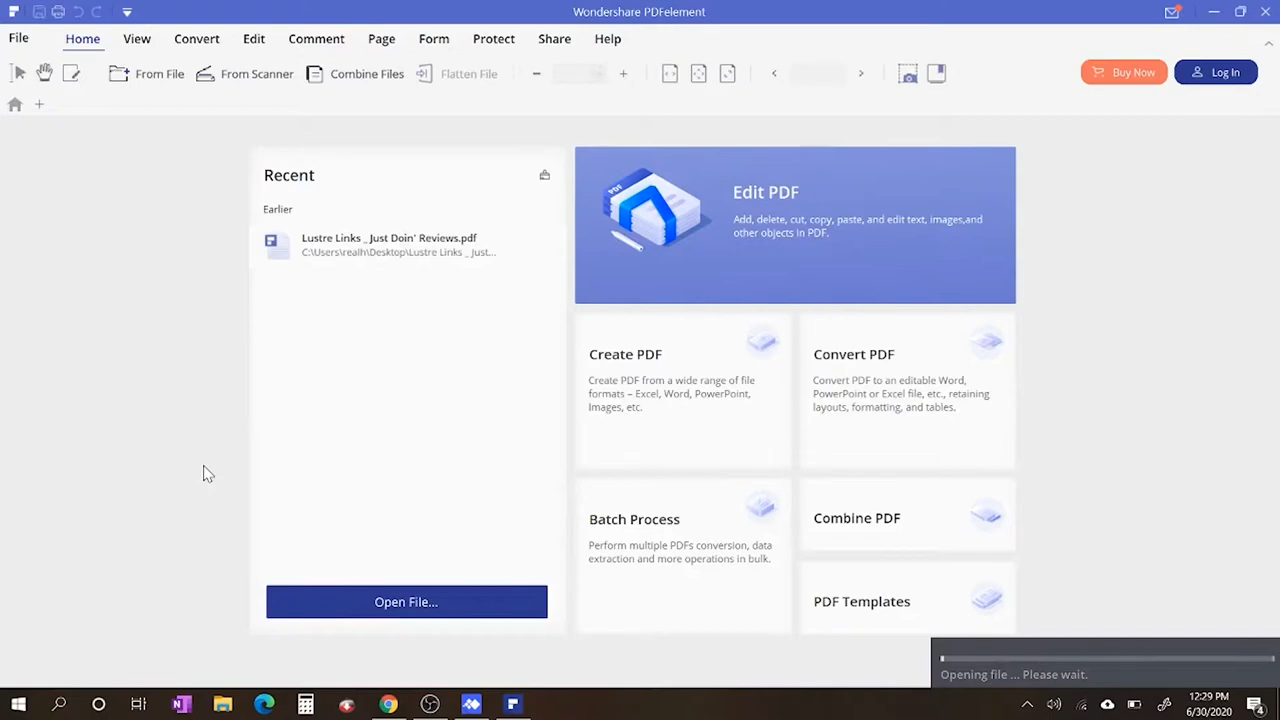 Wondershare PDFelement
File Home View Convert Edit Comment Page Form Protect Share Help
From File From Scanner Combine Files Flatten File Buy Now Log In
Recent
Earlier
Lustre Links _ Just Doin' Reviews.pdf
C:\Users\realh\Desktop\Lustre Links _ Just...
Open File...
PDF
Edit PDF
Add, delete, cut, copy, paste, and edit text, images,and
other objects in PDF.
Create PDF
Create PDF from a wide range of file
formats – Excel, Word, PowerPoint,
Images, etc.
Convert PDF
Convert PDF to an editable Word,
PowerPoint or Excel file, etc., retaining
layouts, formatting, and tables.
Batch Process
Perform multiple PDFs conversion, data
extraction and more operations in bulk.
Combine PDF
PDF Templates
Opening file ... Please wait.
12:29 PM
6/30/2020
4